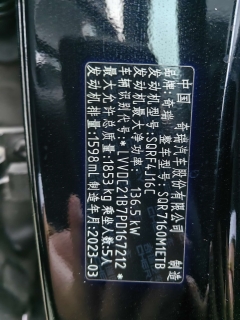 中国 奇瑞汽车股份有限公司 制造
品牌:奇瑞 整车型号:SQR7160M1ETB
发动机型号:SQRF4J16C
发动机最大净功率: 136.5kW
车辆识别代号:*LVVDC21B7PD167212*
最大允许总质量:1853kg 乘坐人数:5人
发动机排量:1598mL 制造年月:2023-03